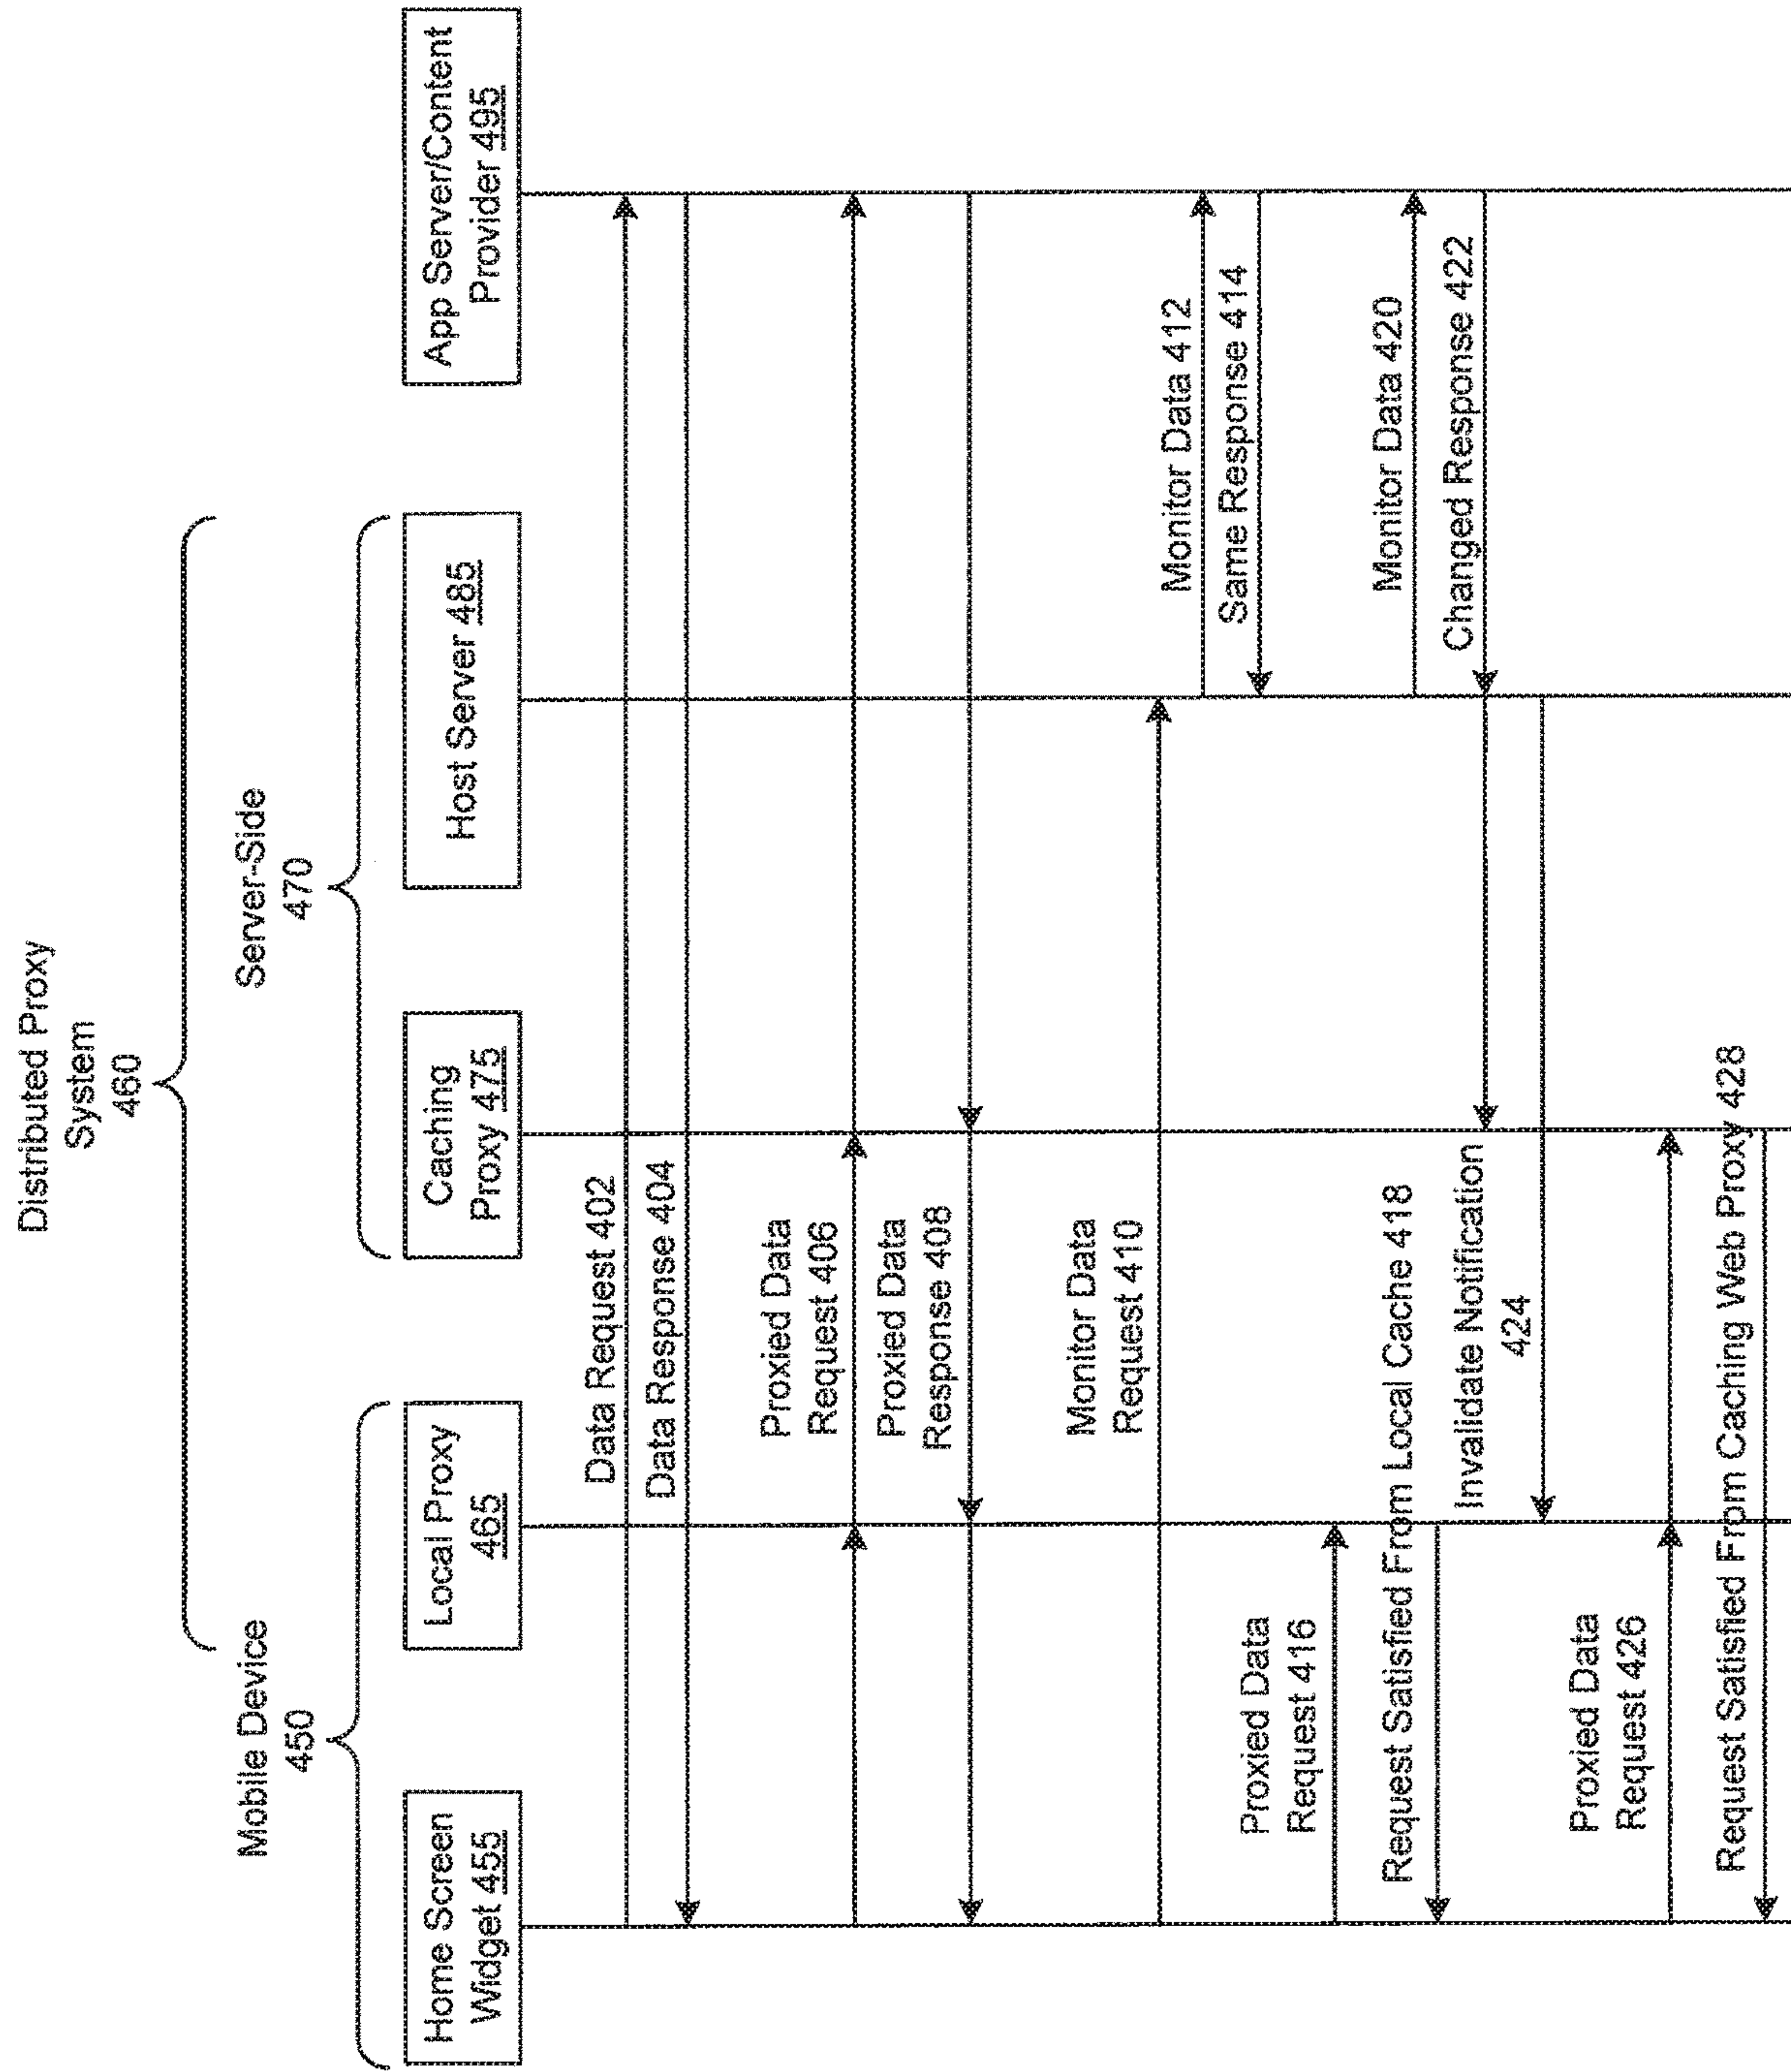 Distributed Proxy
System
460
Mobile Device
450
Server-Side
470
Home Screen
Widget 455
Local Proxy
465
Caching
Proxy 475
Host Server 485
App Server/Content
Provider 495
Data Request 402
Data Response 404
Proxied Data
Request 406
Proxied Data
Response 408
Monitor Data
Request 410
Monitor Data 412
Same Response 414
Proxied Data
Request 416
Request Satisfied From Local Cache 418
Monitor Data 420
Changed Response 422
Invalidate Notification
424
Proxied Data
Request 426
Request Satisfied From Caching Web Proxy 428